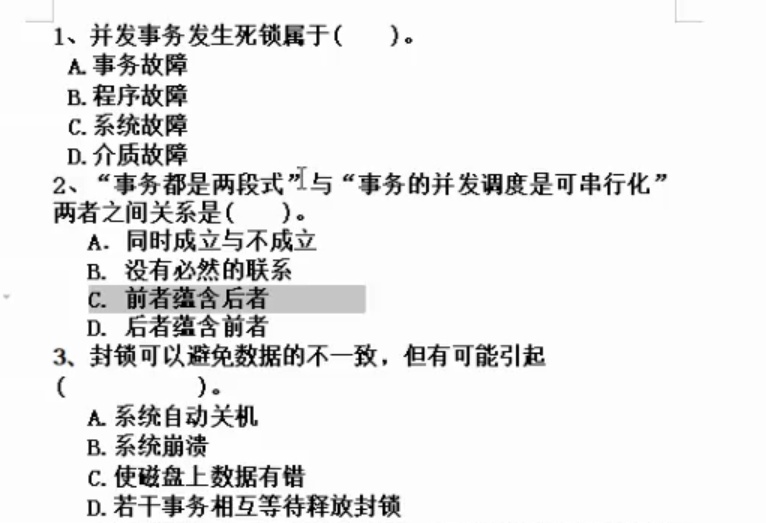 1、并发事务发生死锁属于(    )。
A.事务故障
B.程序故障
C.系统故障
D.介质故障
2、“事务都是两段式”与“事务的并发调度是可串行化”
两者之间关系是(    )。
A. 同时成立与不成立
B. 没有必然的联系
C. 前者蕴含后者
D. 后者蕴含前者
3、封锁可以避免数据的不一致，但有可能引起
(        )。
A.系统自动关机
B.系统崩溃
C.使磁盘上数据有错
D.若干事务相互等待释放封锁